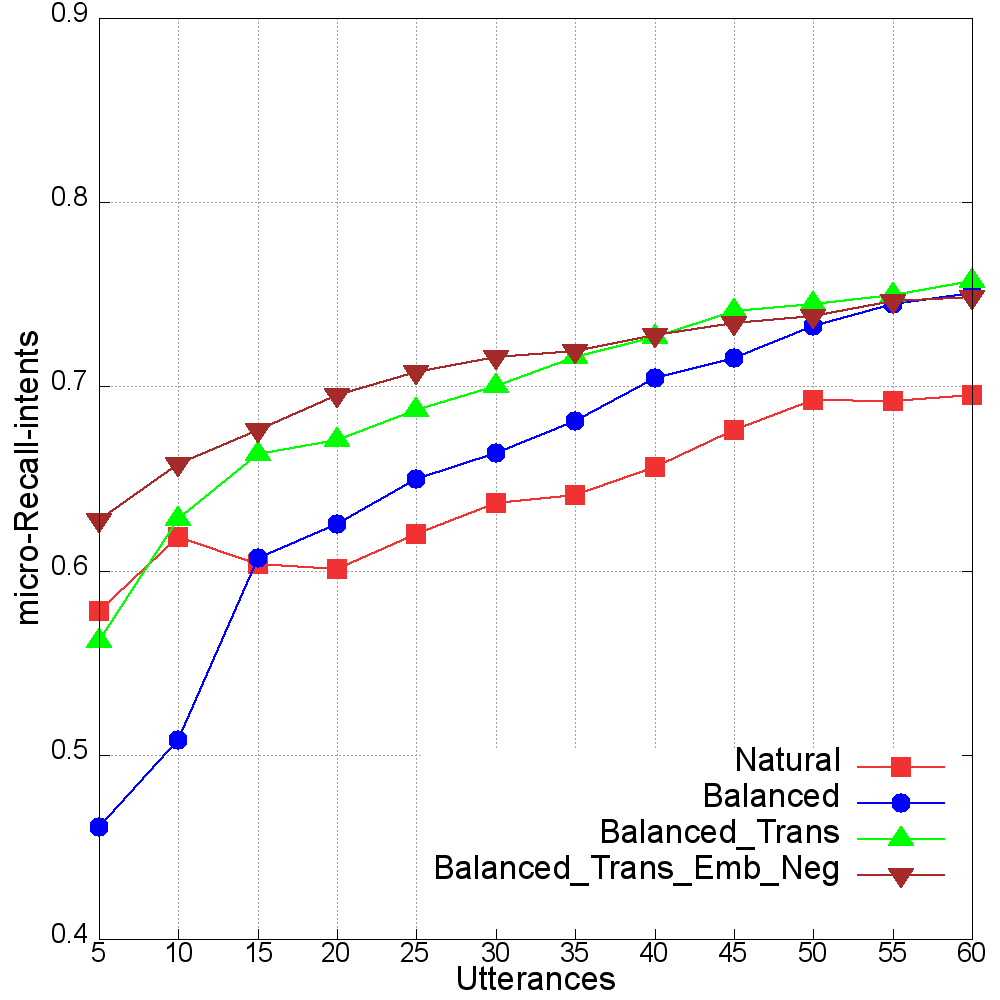 0.9
0.8
0.7
0.6
0.5
0.4
micro-Recall-intents
Natural
Balanced
Balanced_Trans
Balanced_Trans_Emb_Neg
5 10 15 20 25 30 35 40 45 50 55 60
Utterances